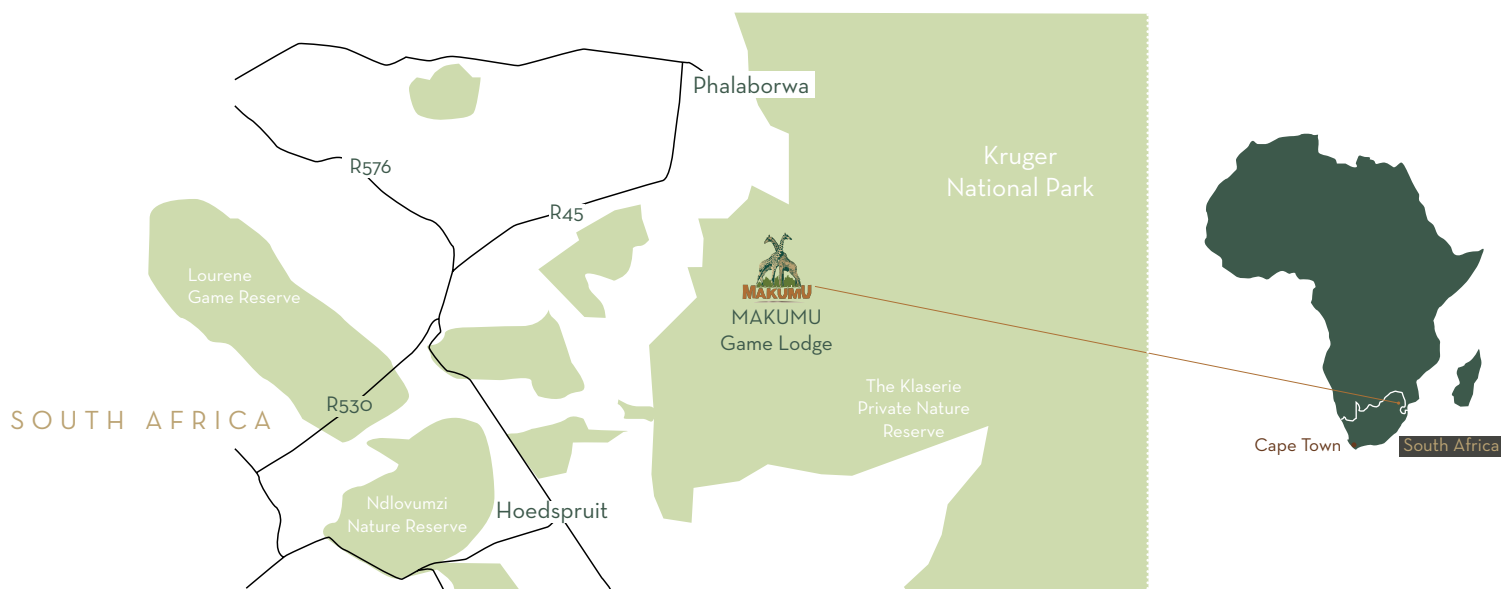 Phalaborwa
Kruger
National Park
R576
R45
Lourene
Game Reserve
MAKUMU
MAKUMU
Game Lodge
The Klaserie
Private Nature
Reserve
R530
SOUTH AFRICA
Cape Town
South Africa
Ndlovumzi
Nature Reserve
Hoedspruit